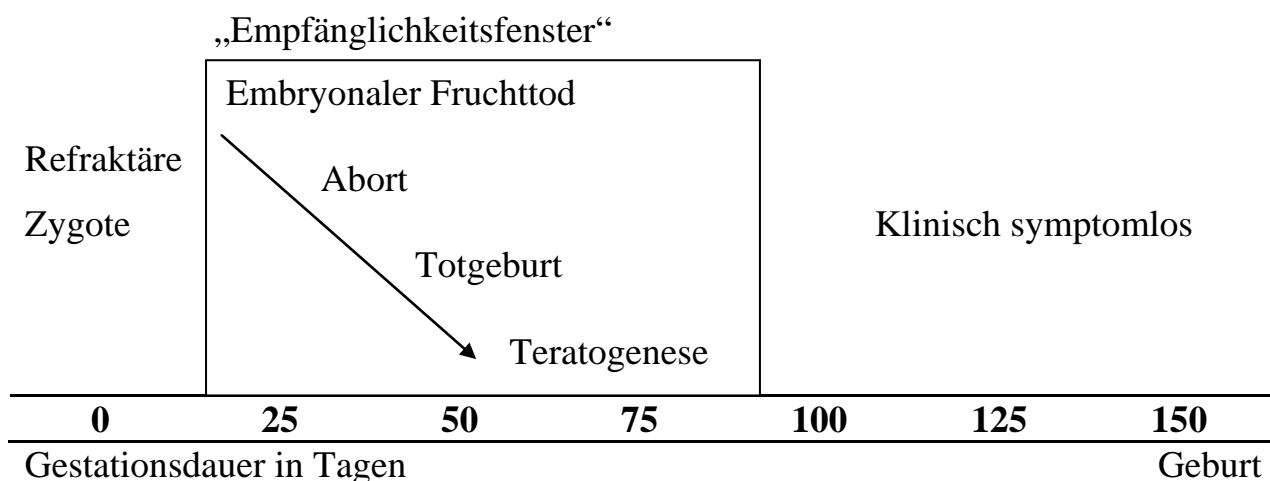 „Empfänglichkeitsfenster“
Embryonaler Fruchttod
Refraktäre
Abort
Zygote
Klinisch symptomlos
Totgeburt
Teratogenese
0 25 50 75 100 125 150
Gestationsdauer in Tagen Geburt